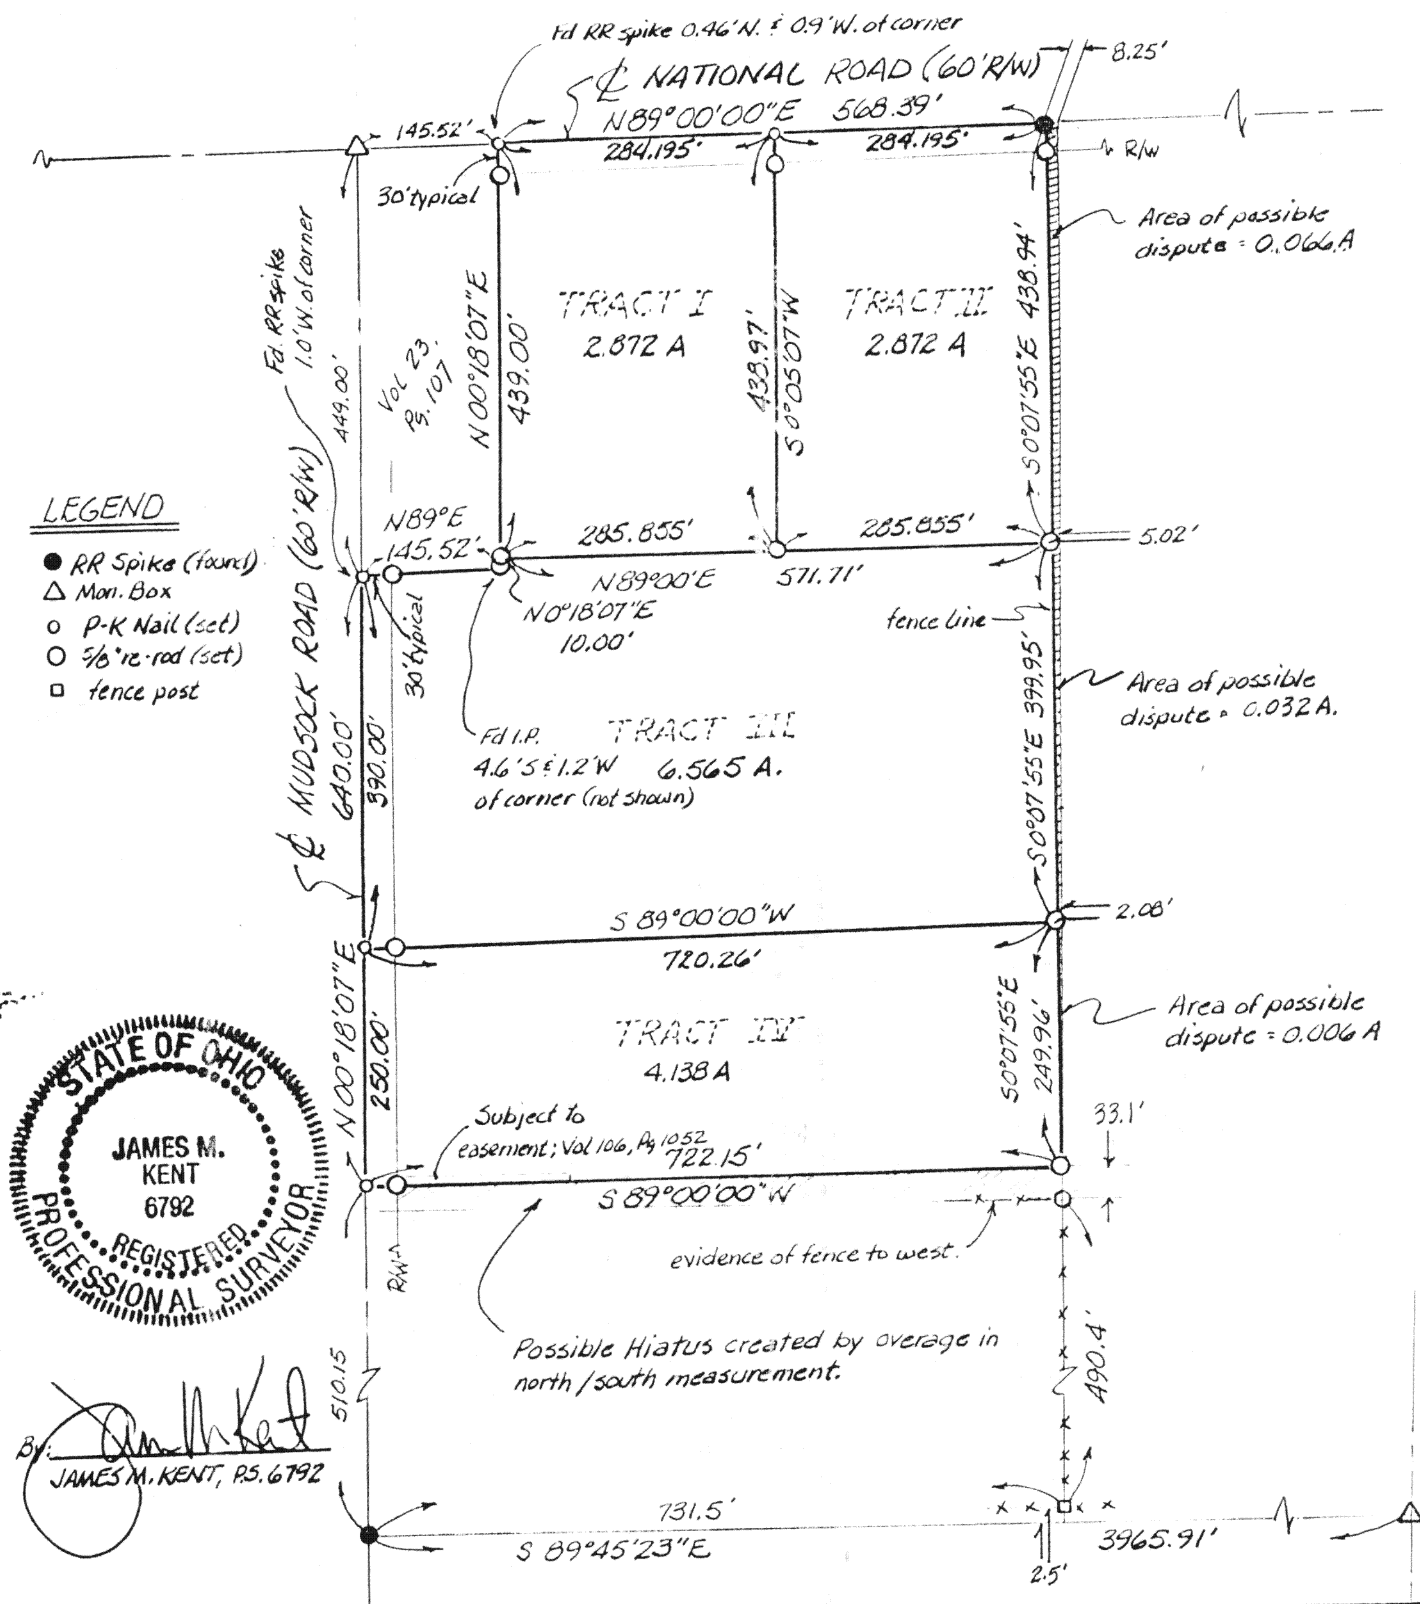 Fd RR spike 0.46'N. & 0.9'W. of corner
8.25'
℄ NATIONAL ROAD (60'R/W)
N89°00'00"E 568.39'
145.52'
284.195'
284.195'
R/W
30' typical
Area of possible
dispute = 0.066 A
Fd. RR spike
1.0' W. of corner
449.00'
Vol 23.
Pg. 107
N 00°18'07"E
439.00'
TRACT I
2.872 A
438.97'
S 0°05'07"W
TRACT II
2.872 A
S0°07'55"E 438.94'
LEGEND
RR Spike (found)
Mon. Box
P-K Nail (set)
5/8" re-rod (set)
fence post
℄ MUDSOCK ROAD (60' R/W)
N89°E
145.52'
285.855'
285.855'
5.02'
N89°00'E 571.71'
N0°18'07"E
10.00'
30' typical
fence line
S0°07'55"E 399.95'
Area of possible
dispute = 0.032 A.
640.00'
390.00'
Fd I.P.
4.6'S & 1.2'W
of corner (not shown)
TRACT III
6.565 A.
S 89°00'00"W
720.26'
2.08'
N 00°18'07"E
250.00'
TRACT IV
4.138 A
S0°07'55"E
249.96'
Area of possible
dispute = 0.006 A
33.1'
Subject to
easement; Vol 106, Pg 1052
722.15'
S 89°00'00"W
R/W
evidence of fence to west.
Possible Hiatus created by overage in
north / south measurement.
510.15
490.4'
STATE OF OHIO
JAMES M.
KENT
6792
REGISTERED
PROFESSIONAL SURVEYOR
By: James M Kent
JAMES M. KENT, P.S. 6792
731.5'
S 89°45'23"E
2.5'
3965.91'